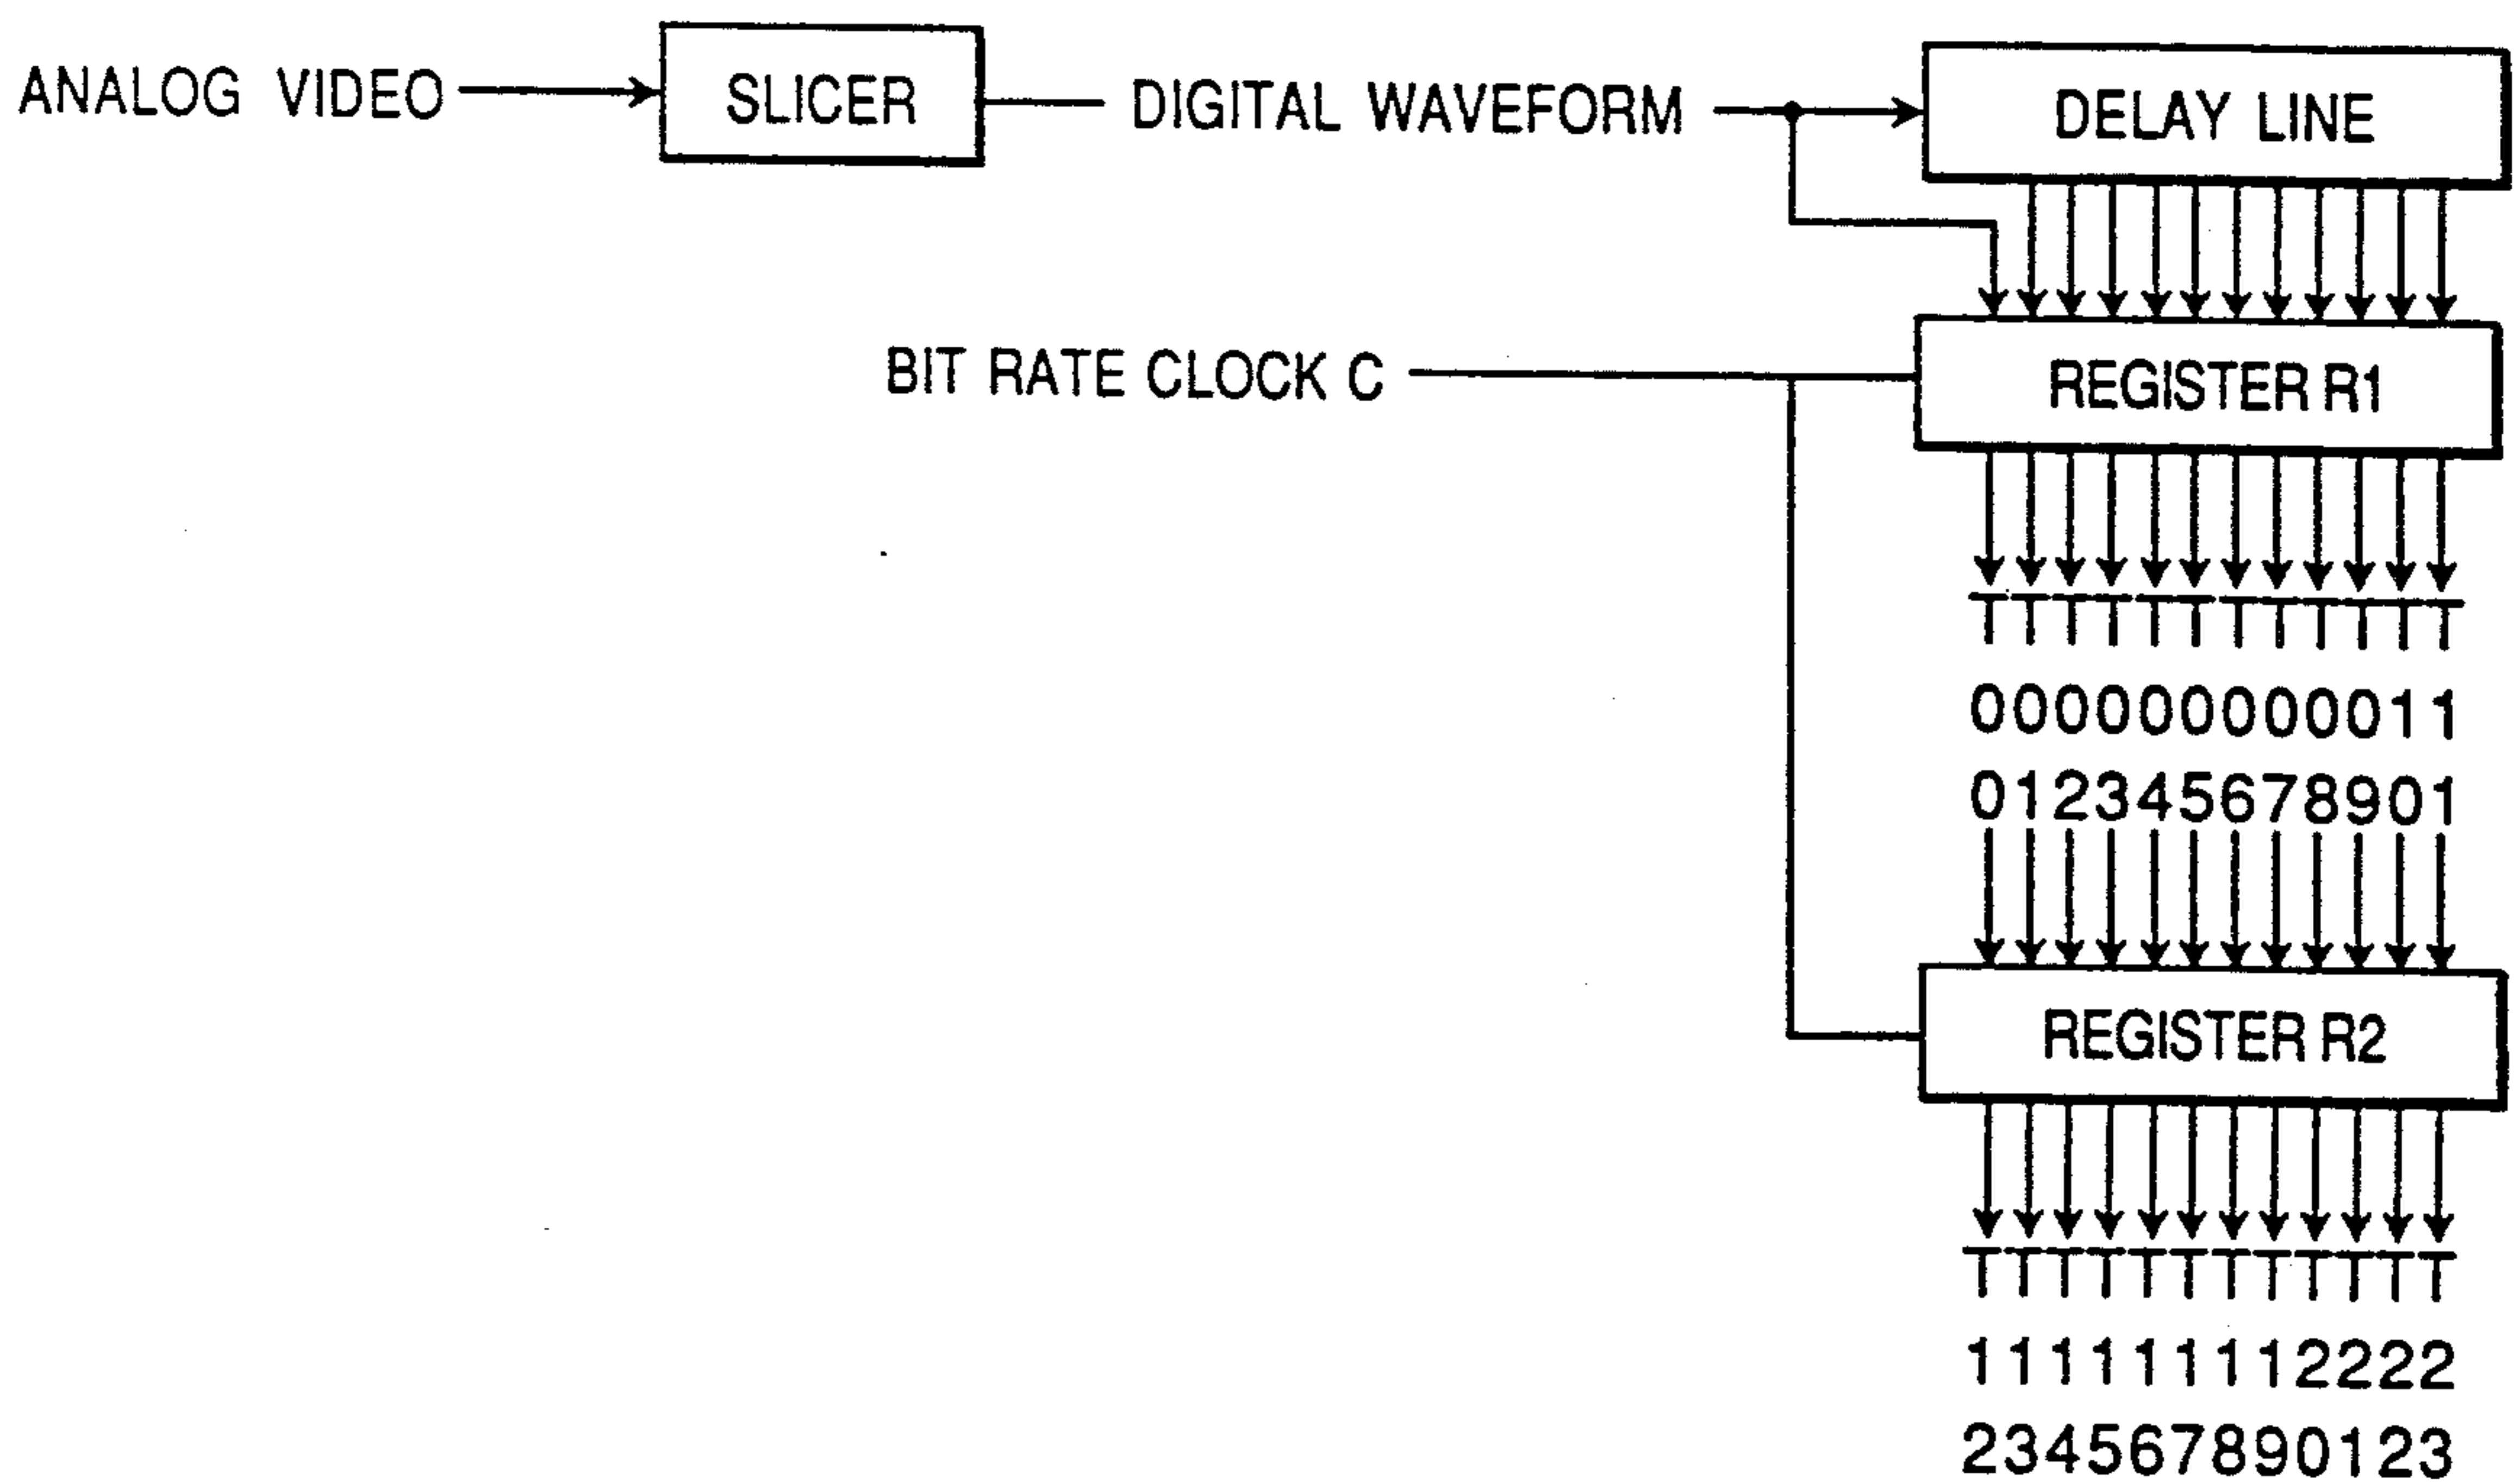 ANALOG VIDEO
SLICER
DIGITAL WAVEFORM
DELAY LINE
BIT RATE CLOCK C
REGISTER R1
TTTTTTTTTTTT
000000000011
012345678901
REGISTER R2
TTTTTTTTTTTT
111111112222
234567890123